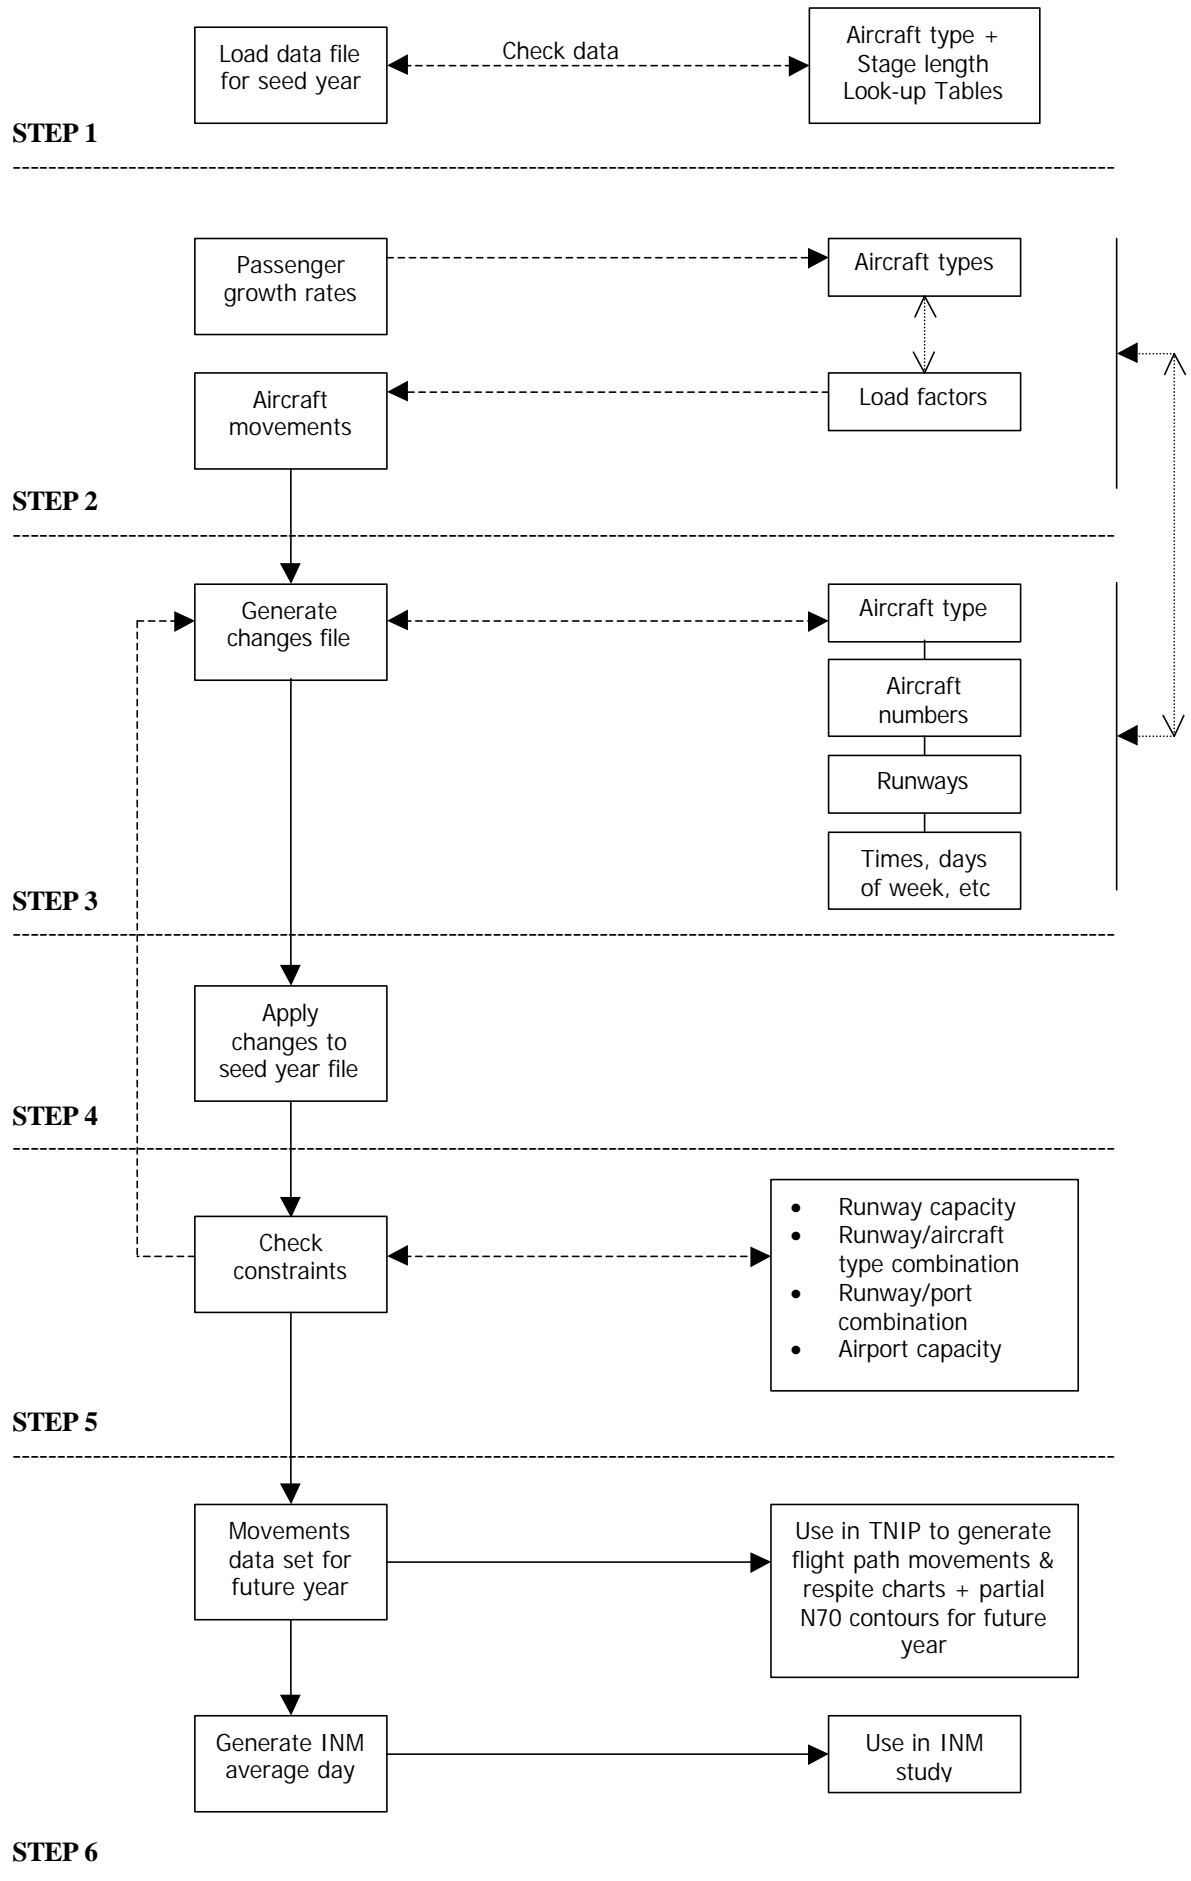 Load data file
for seed year
Check data
Aircraft type +
Stage length
Look-up Tables
STEP 1
Passenger
growth rates
Aircraft types
Aircraft
movements
Load factors
STEP 2
Generate
changes file
Aircraft type
Aircraft
numbers
Runways
Times, days
of week, etc
STEP 3
Apply
changes to
seed year file
STEP 4
Check
constraints
• Runway capacity
• Runway/aircraft
type combination
• Runway/port
combination
• Airport capacity
STEP 5
Movements
data set for
future year
Use in TNIP to generate
flight path movements &
respite charts + partial
N70 contours for future
year
Generate INM
average day
Use in INM
study
STEP 6